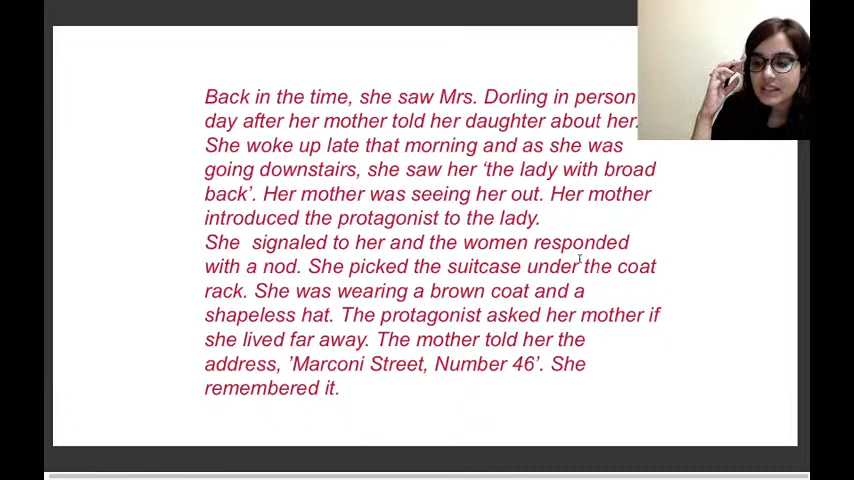 Back in the time, she saw Mrs. Dorling in person
day after her mother told her daughter about her.
She woke up late that morning and as she was
going downstairs, she saw her ‘the lady with broad
back’. Her mother was seeing her out. Her mother
introduced the protagonist to the lady.
She  signaled to her and the women responded
with a nod. She picked the suitcase under the coat
rack. She was wearing a brown coat and a
shapeless hat. The protagonist asked her mother if
she lived far away. The mother told her the
address, ’Marconi Street, Number 46’. She
remembered it.